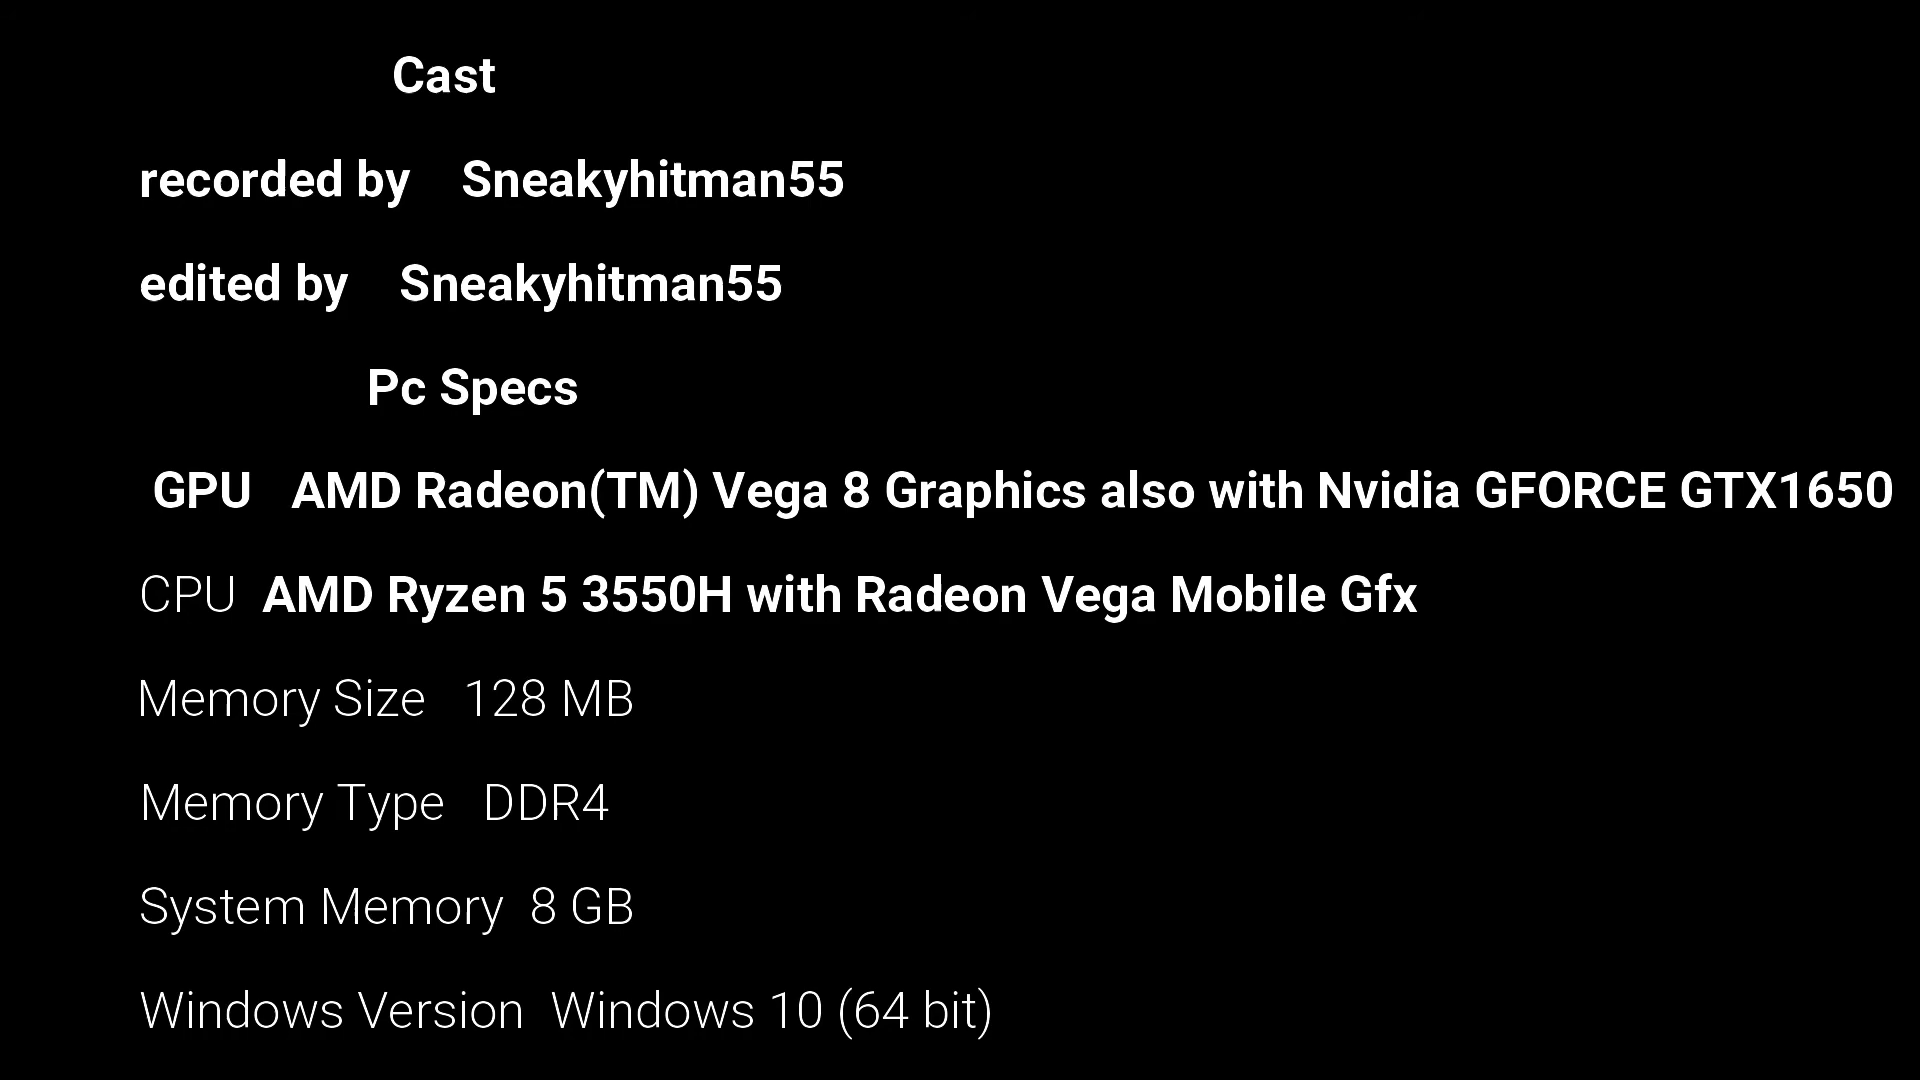 Cast
recorded by Sneakyhitman55
edited by Sneakyhitman55
Pc Specs
GPU AMD Radeon(TM) Vega 8 Graphics also with Nvidia GFORCE GTX1650
CPU AMD Ryzen 5 3550H with Radeon Vega Mobile Gfx
Memory Size 128 MB
Memory Type DDR4
System Memory 8 GB
Windows Version Windows 10 (64 bit)